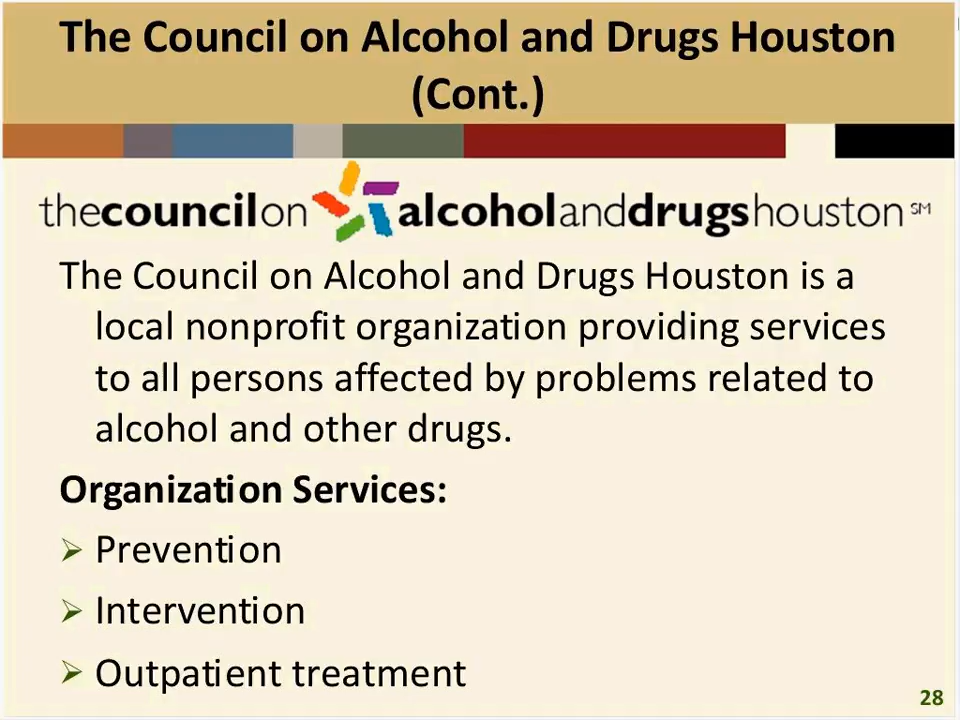 The Council on Alcohol and Drugs Houston
(Cont.)
thecouncilon alcoholanddrugshouston℠
The Council on Alcohol and Drugs Houston is a
local nonprofit organization providing services
to all persons affected by problems related to
alcohol and other drugs.
Organization Services:
Prevention
Intervention
Outpatient treatment
28